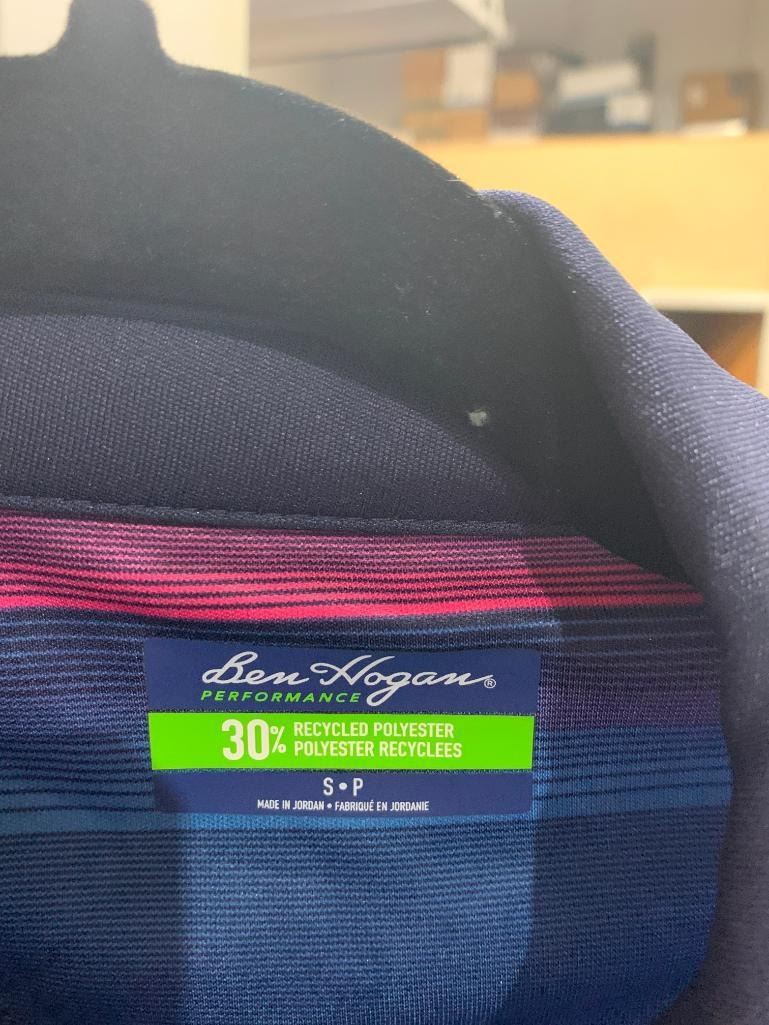 Ben Hogan®
PERFORMANCE
30% RECYCLED POLYESTER
POLYESTER RECYCLEES
S • P
MADE IN JORDAN • FABRIQUÉ EN JORDANIE